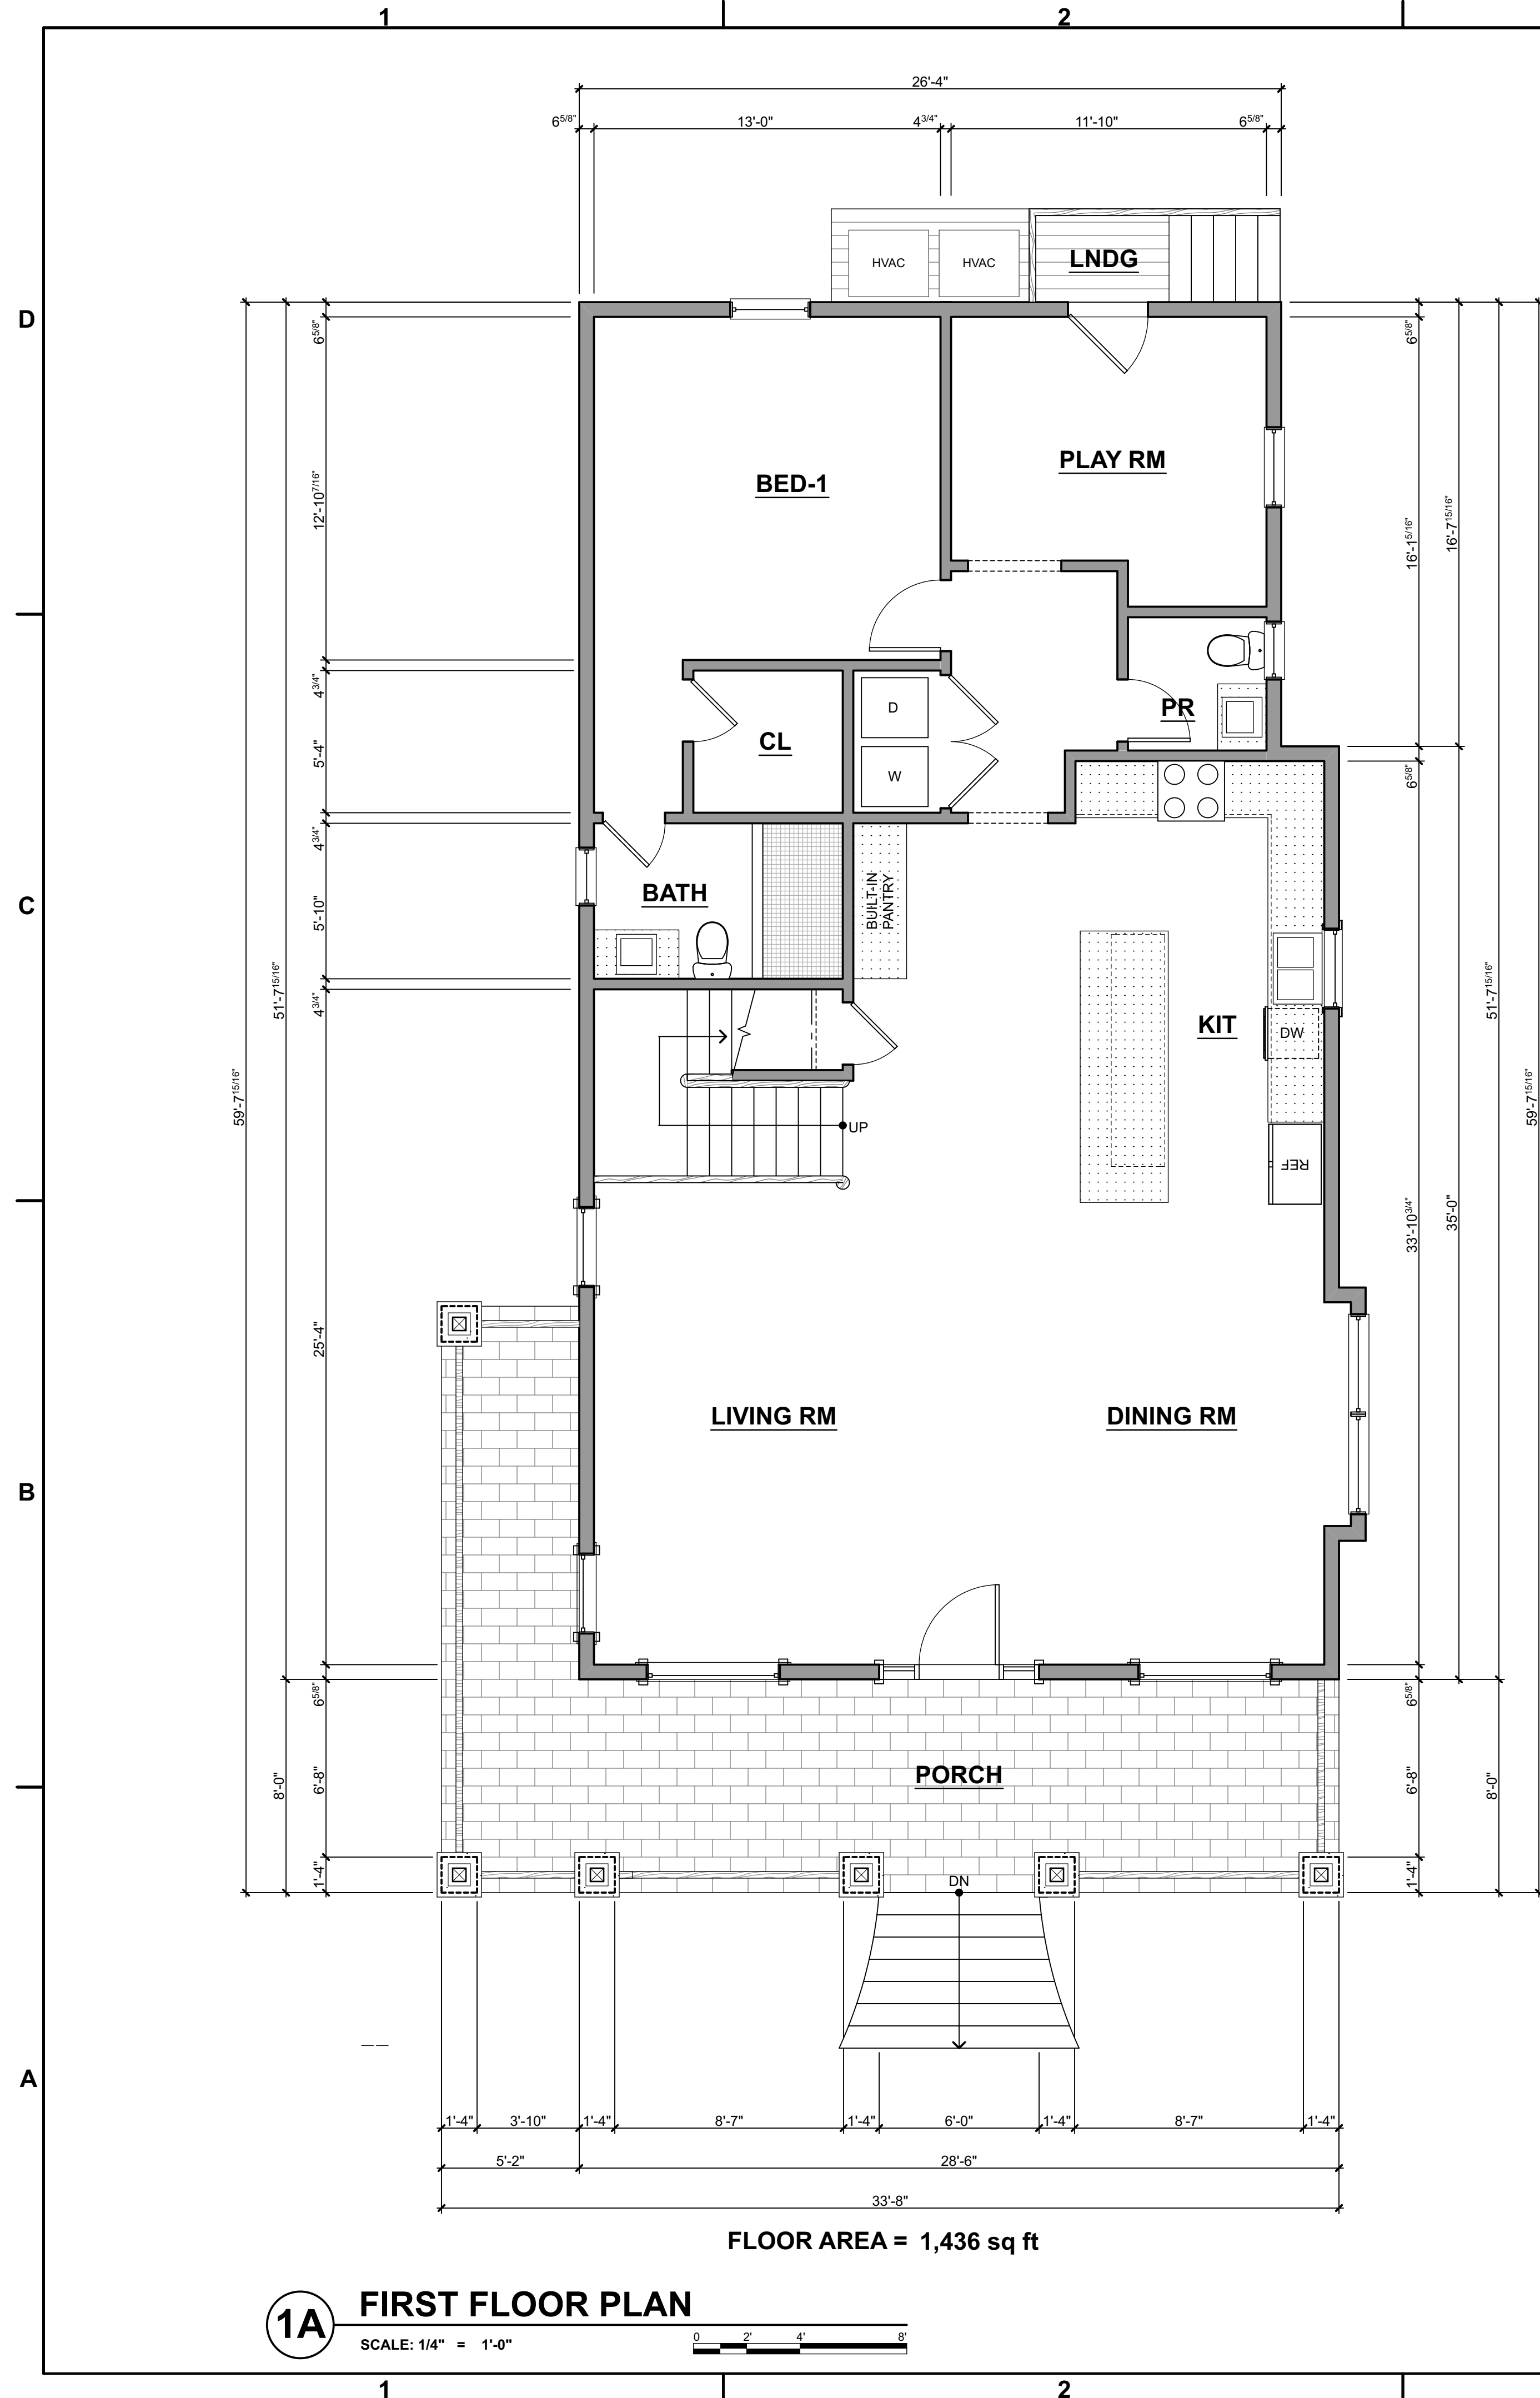 1 2
26'-4"
6 5/8" 13'-0" 4 3/4" 11'-10" 6 5/8"
HVAC HVAC LNDG
D
6 5/8"
6 5/8"
PLAY RM
BED-1
12'-10 7/16"
16'-1 5/16"
16'-7 15/16"
4 3/4"
D
PR
CL
5'-4"
W
6 5/8"
4 3/4"
C
BATH
BUILT-IN
PANTRY
5'-10"
51'-7 15/16"
4 3/4"
51'-7 15/16"
KIT
DW
59'-7 15/16"
59'-7 15/16"
UP
REF
33'-10 3/4"
35'-0"
25'-4"
LIVING RM DINING RM
B
6 5/8"
6 5/8"
PORCH
8'-0"
6'-8"
6'-8"
8'-0"
1'-4"
1'-4"
DN
A
1'-4" 3'-10" 1'-4" 8'-7" 1'-4" 6'-0" 1'-4" 8'-7" 1'-4"
5'-2" 28'-6"
33'-8"
FLOOR AREA = 1,436 sq ft
1A
FIRST FLOOR PLAN
SCALE: 1/4" = 1'-0"
0 2' 4' 8'
1 2